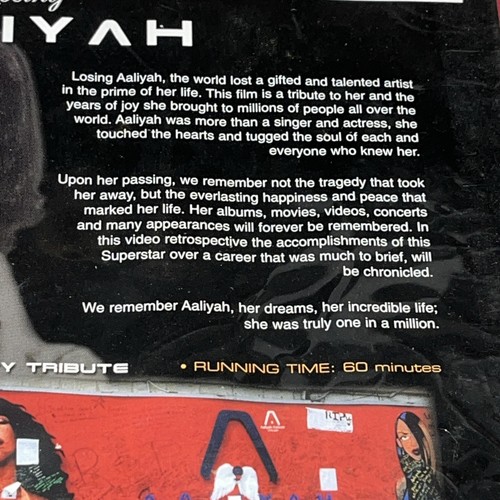 IYAH
Losing Aaliyah, the world lost a gifted and talented artist
in the prime of her life. This film is a tribute to her and the
years of joy she brought to millions of people all over the
world. Aaliyah was more than a singer and actress, she
touched the hearts and tugged the soul of each and
everyone who knew her.
Upon her passing, we remember not the tragedy that took
her away, but the everlasting happiness and peace that
marked her life. Her albums, movies, videos, concerts
and many appearances will forever be remembered. In
this video retrospective the accomplishments of this
Superstar over a career that was much to brief, will
be chronicled.
We remember Aaliyah, her dreams, her incredible life;
she was truly one in a million.
Y TRIBUTE • RUNNING TIME: 60 minutes